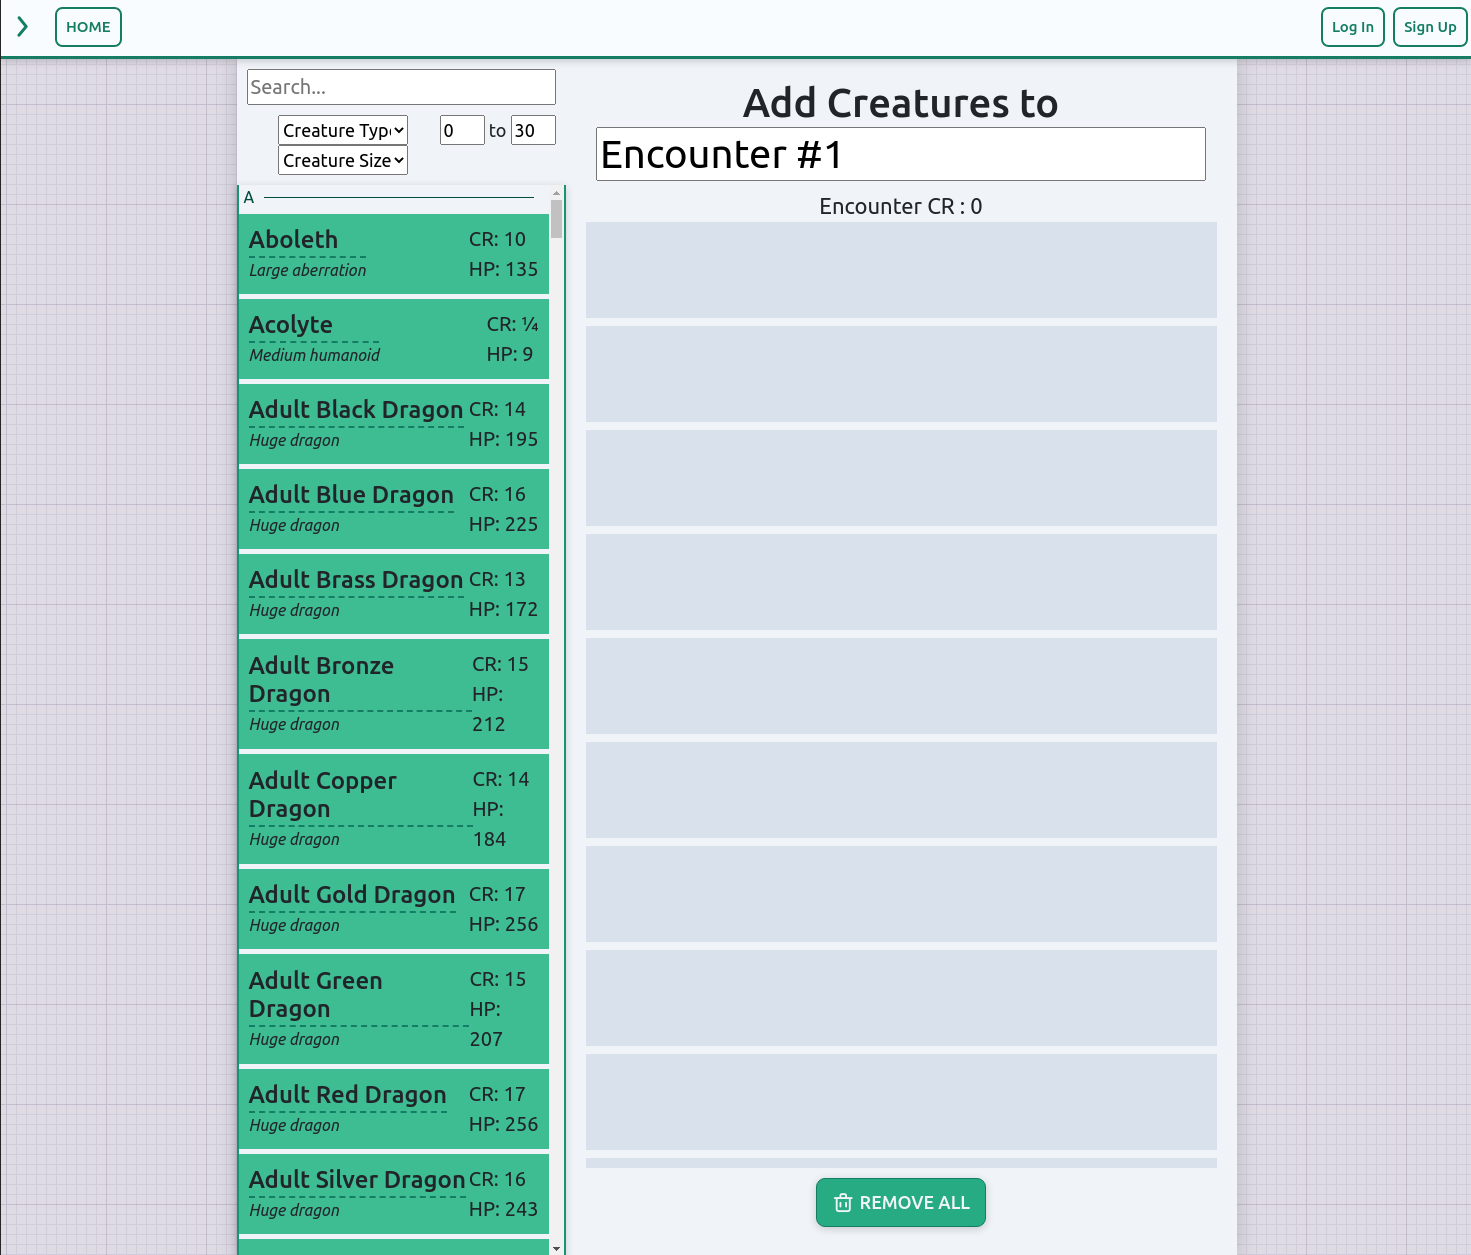 HOME
Log In
Sign Up
Search...
Creature Type
0 to 30
Creature Size
A
Aboleth
CR: 10
Large aberration
HP: 135
Acolyte
CR: ¼
Medium humanoid
HP: 9
Adult Black Dragon
CR: 14
Huge dragon
HP: 195
Adult Blue Dragon
CR: 16
Huge dragon
HP: 225
Adult Brass Dragon
CR: 13
Huge dragon
HP: 172
Adult Bronze
Dragon
CR: 15
HP:
212
Huge dragon
Adult Copper
Dragon
CR: 14
HP:
184
Huge dragon
Adult Gold Dragon
CR: 17
Huge dragon
HP: 256
Adult Green
Dragon
CR: 15
HP:
207
Huge dragon
Adult Red Dragon
CR: 17
Huge dragon
HP: 256
Adult Silver Dragon
CR: 16
Huge dragon
HP: 243
Add Creatures to
Encounter #1
Encounter CR : 0
REMOVE ALL